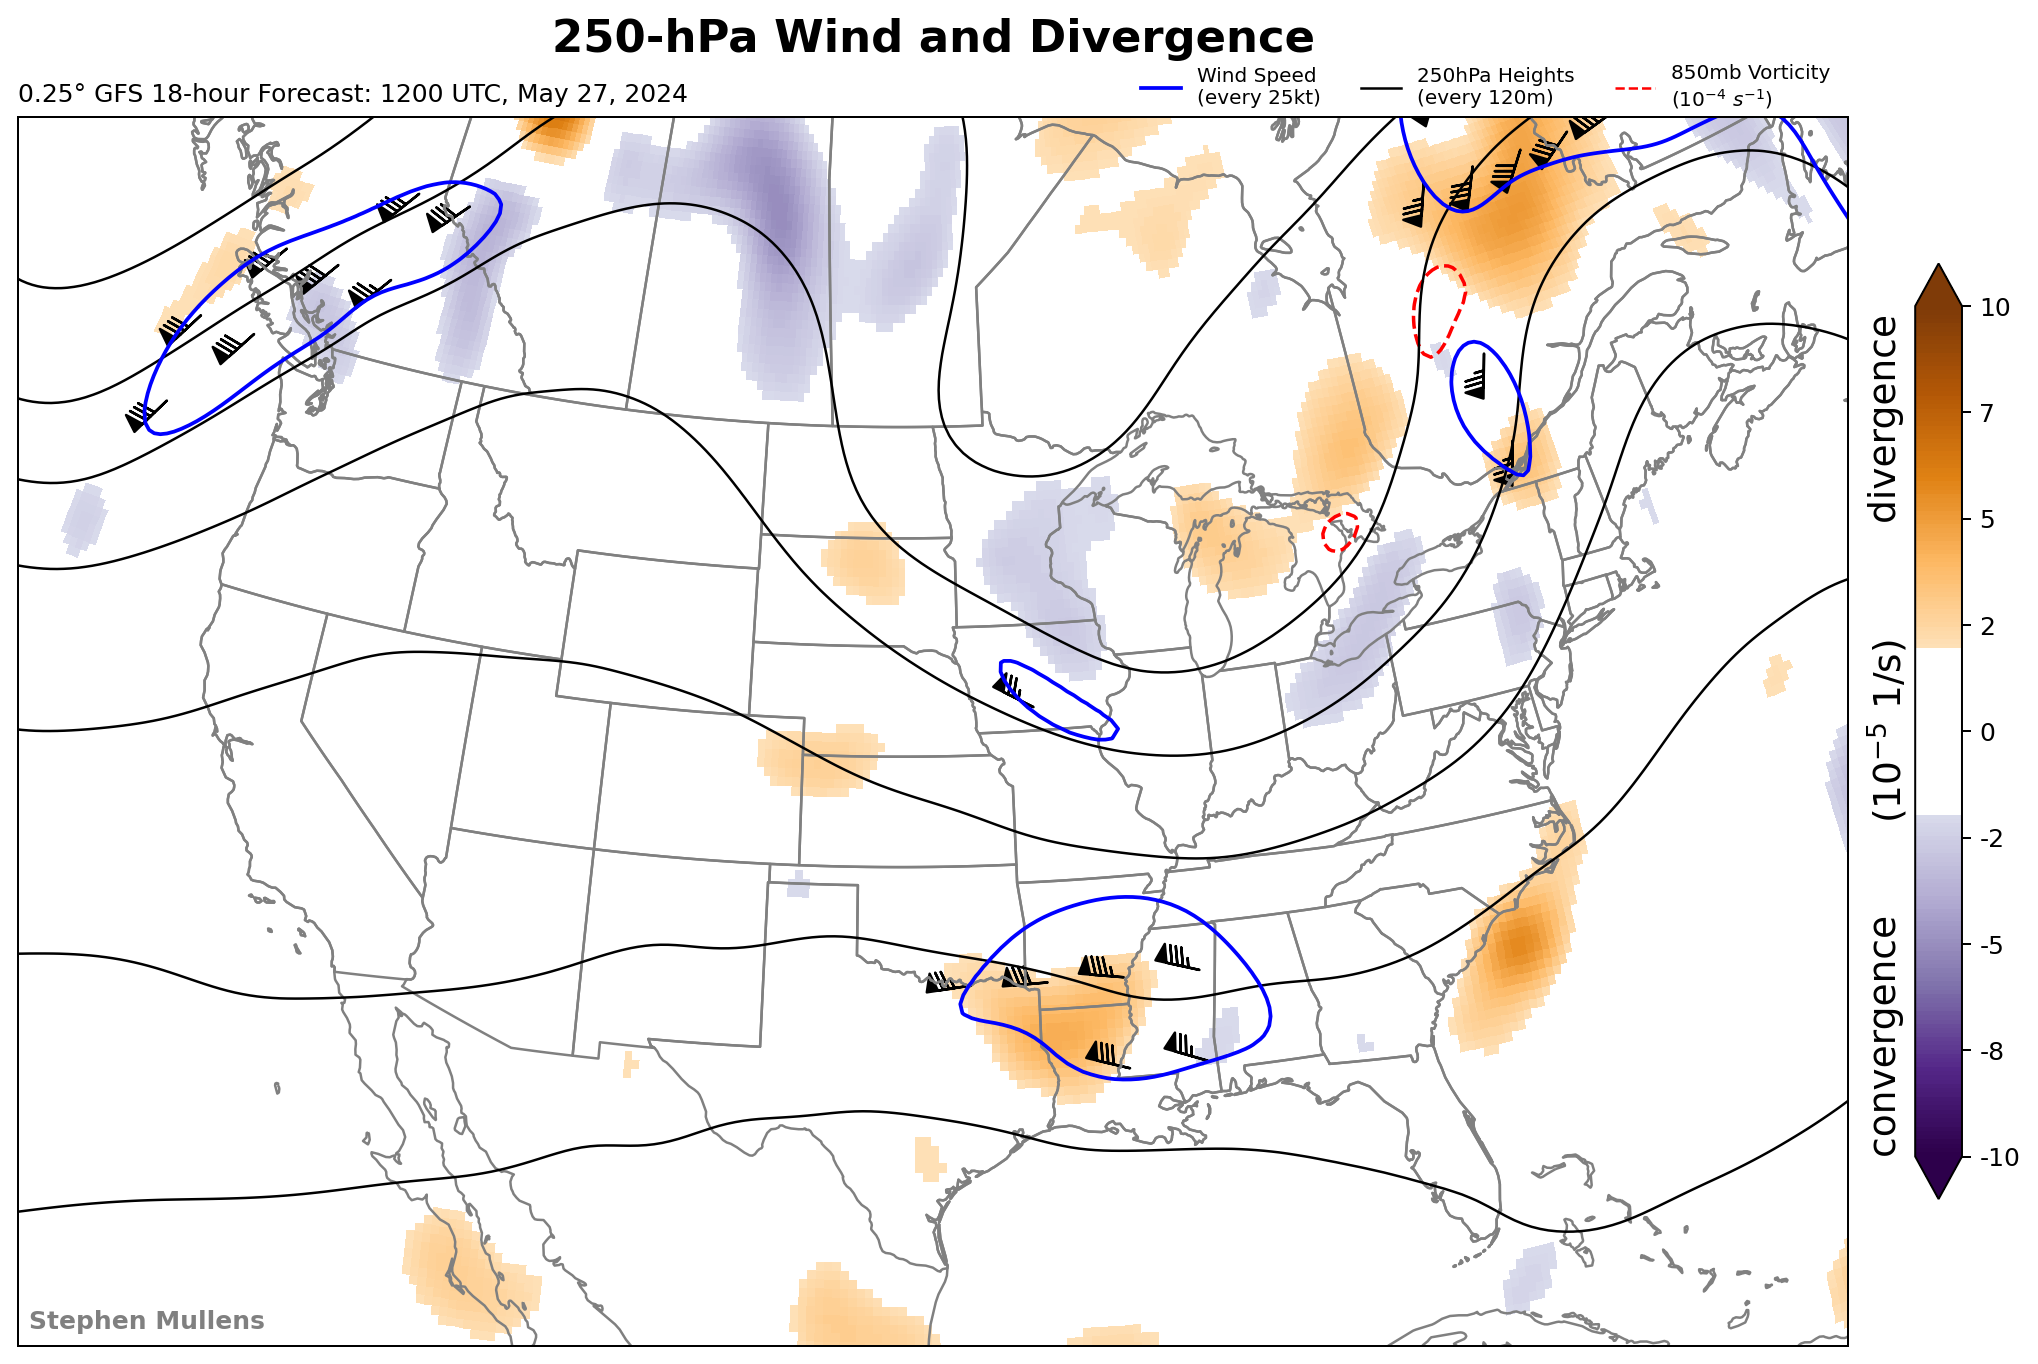 250-hPa Wind and Divergence
0.25° GFS 18-hour Forecast: 1200 UTC, May 27, 2024
Wind Speed
(every 25kt)
250hPa Heights
(every 120m)
850mb Vorticity
(10⁻⁴ s⁻¹)
10
7
5
2
0
-2
-5
-8
-10
convergence (10⁻⁵ 1/s) divergence
Stephen Mullens